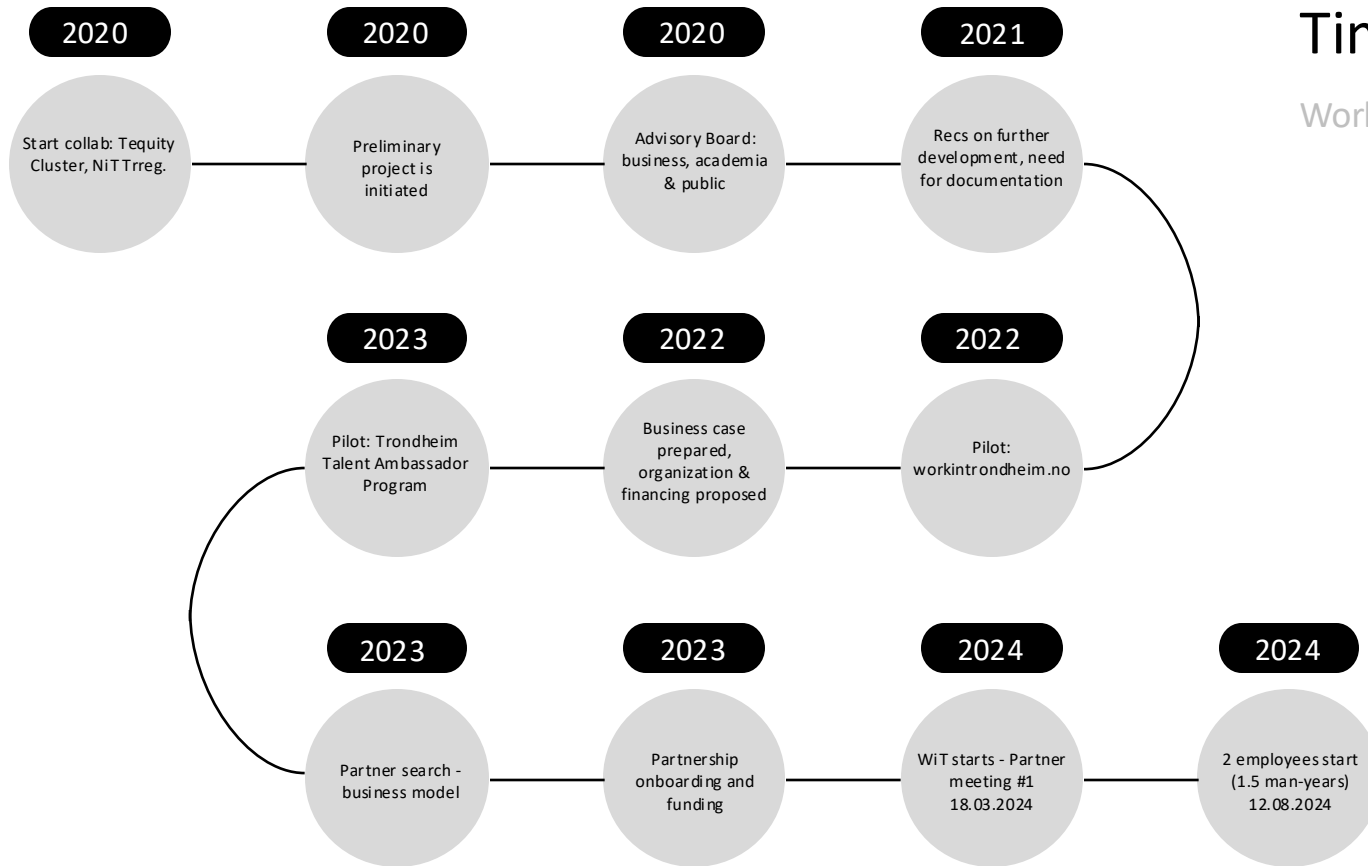 2020
2020
2020
2021
Start collab: Tequity
Cluster, NiT Trreg.
Preliminary
project is
initiated
Advisory Board:
business, academia
& public
Recs on further
development, need
for documentation
2023
2022
2022
Pilot: Trondheim
Talent Ambassador
Program
Business case
prepared,
organization &
financing proposed
Pilot:
workintrondheim.no
2023
2023
2024
2024
Partner search -
business model
Partnership
onboarding and
funding
WiT starts - Partner
meeting #1
18.03.2024
2 employees start
(1.5 man-years)
12.08.2024